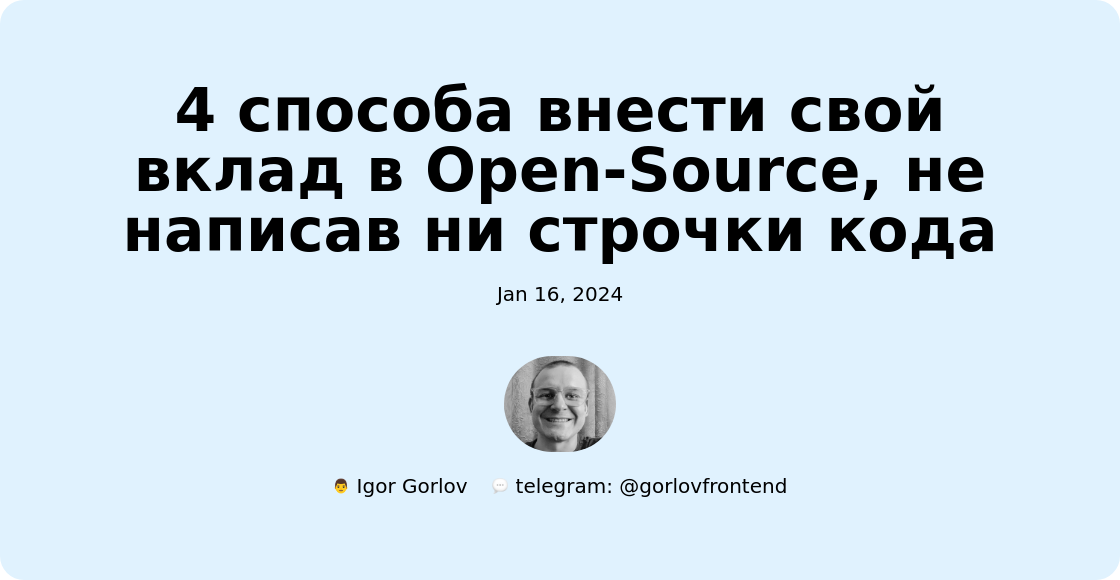 4 способа внести свой
вклад в Open-Source, не
написав ни строчки кода
Jan 16, 2024
👨 Igor Gorlov 💬 telegram: @gorlovfrontend